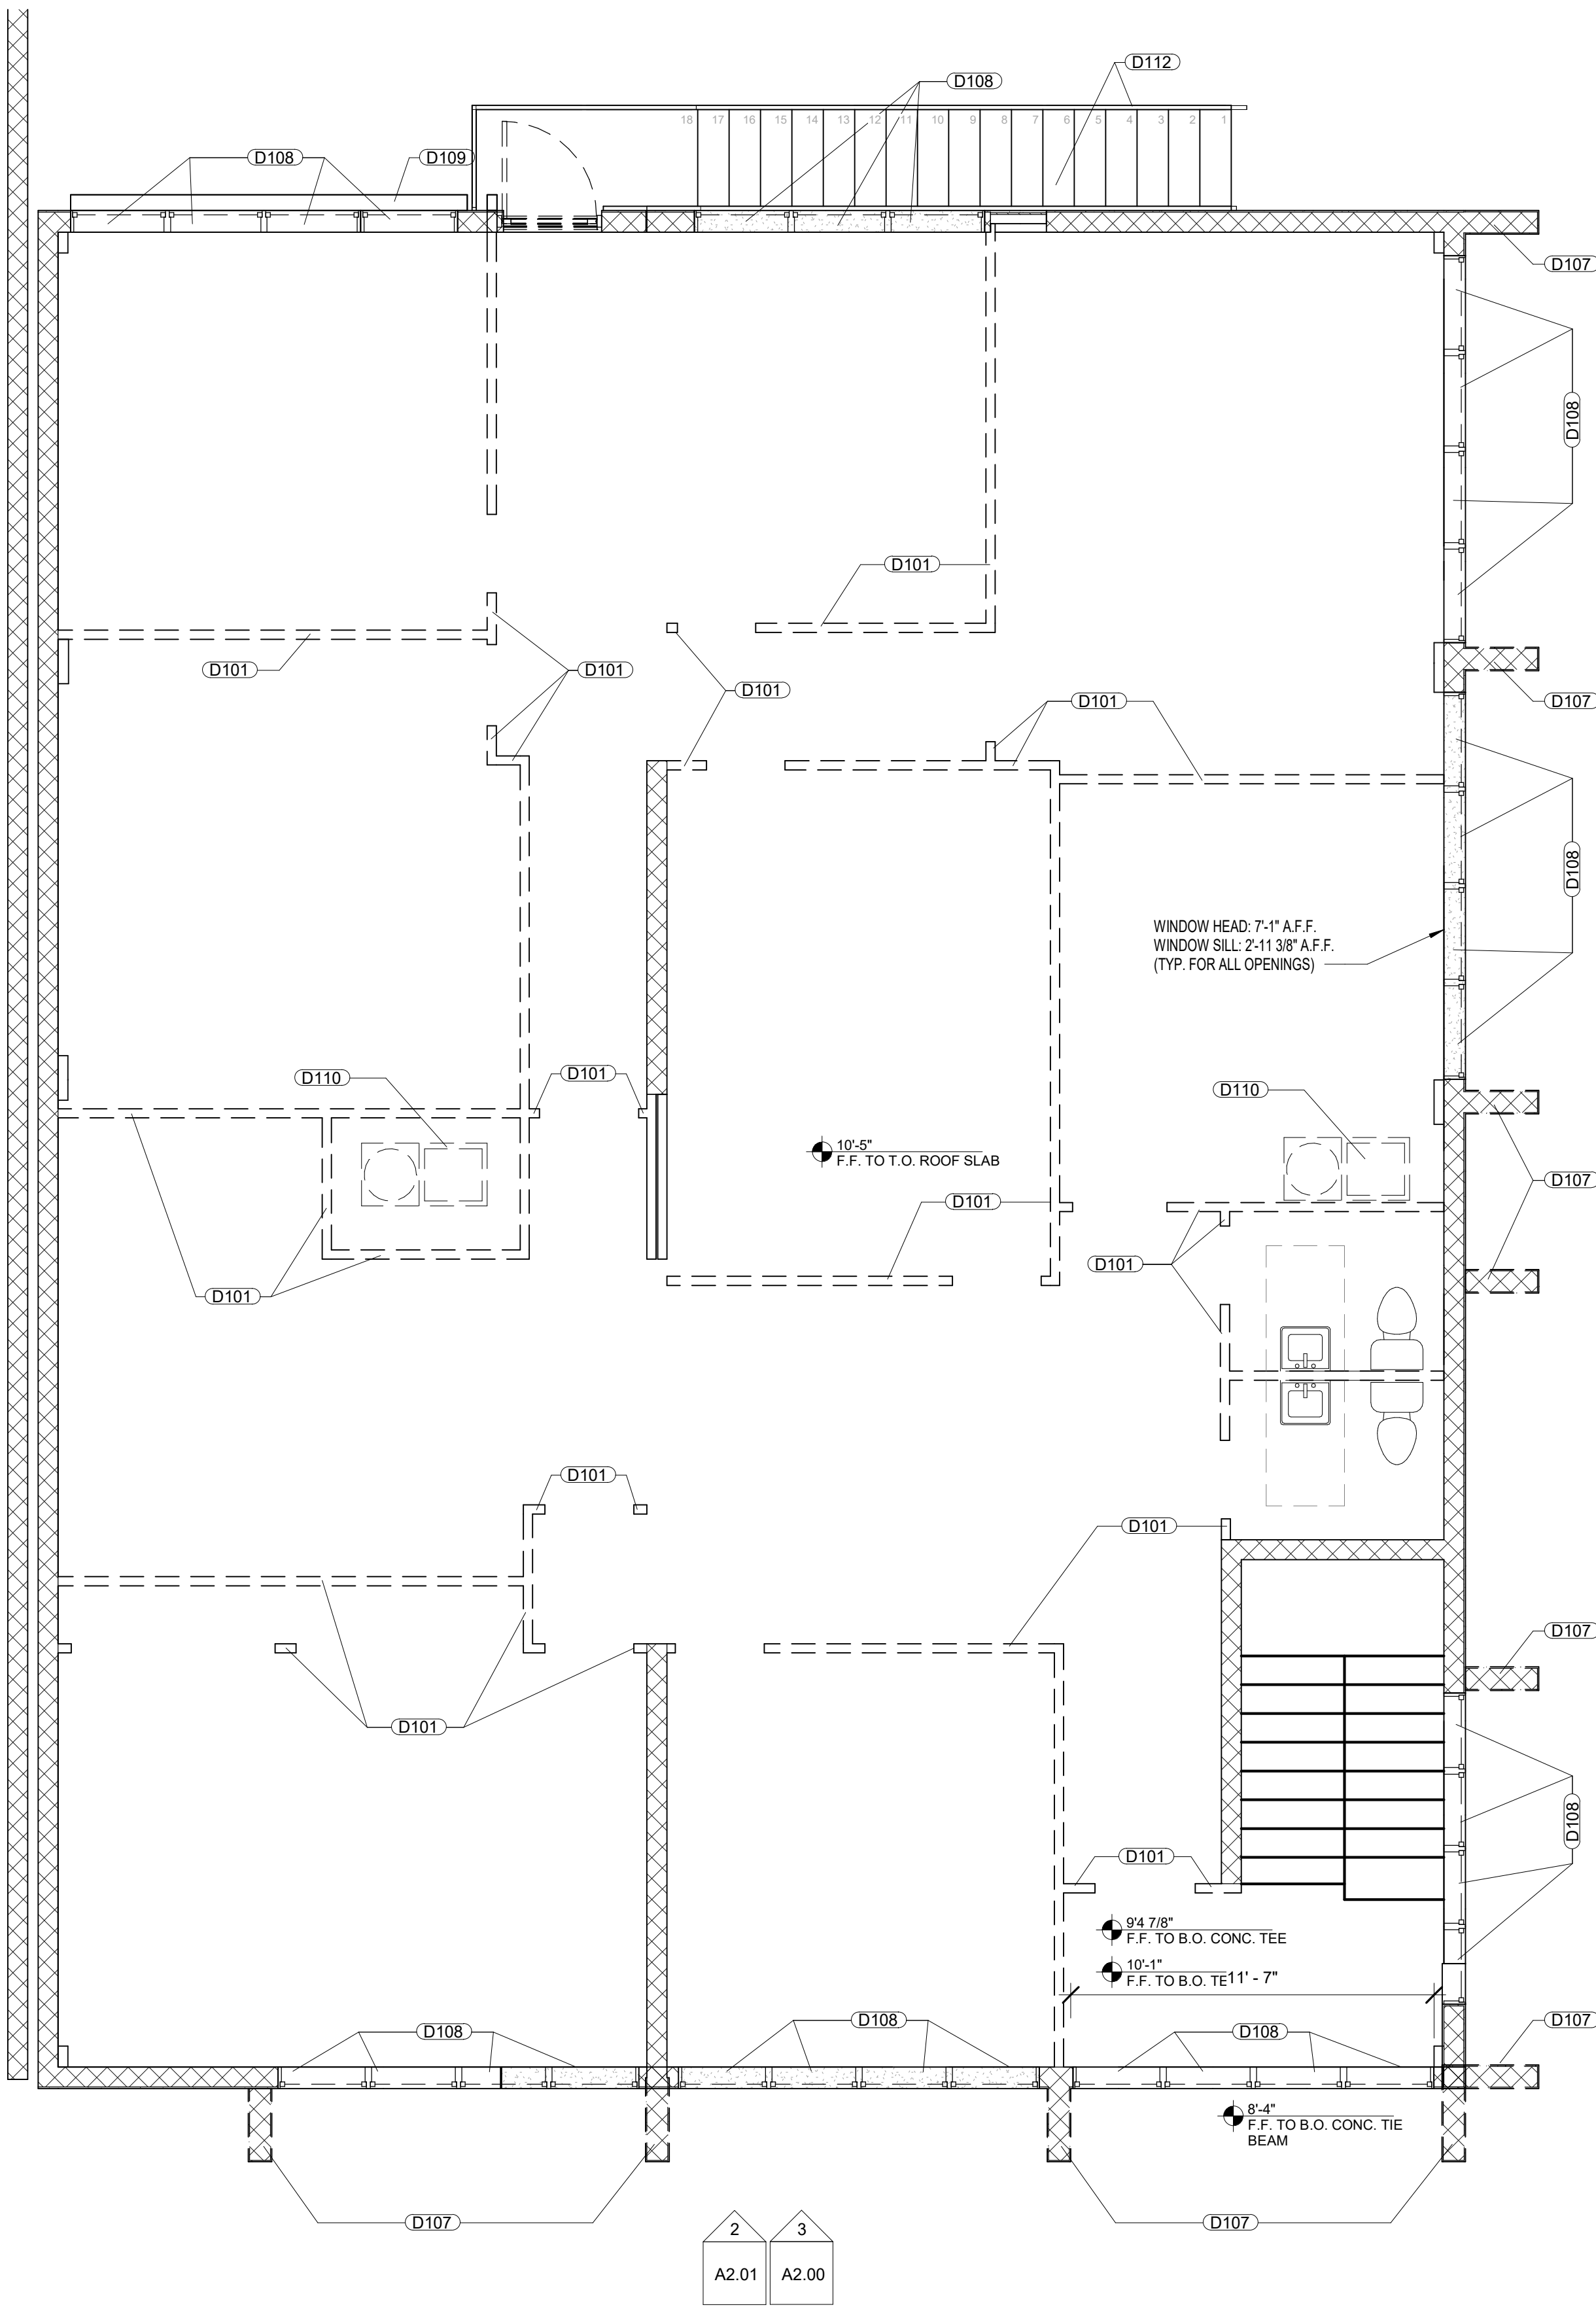 D112
D108
18 17 16 15 14 13 12 11 10 9 8 7 6 5 4 3 2 1
D108
D109
D107
D108
D101
D101
D101
D101
D101
D107
D108
WINDOW HEAD: 7'-1" A.F.F.
WINDOW SILL: 2'-11 3/8" A.F.F.
(TYP. FOR ALL OPENINGS)
D110
D101
D110
10'-5"
F.F. TO T.O. ROOF SLAB
D107
D101
D101
D101
D101
D101
D107
D101
D108
D101
9'4 7/8"
F.F. TO B.O. CONC. TEE
10'-1"
F.F. TO B.O. TE
11' - 7"
D107
D108
D108
D108
8'-4"
F.F. TO B.O. CONC. TIE
BEAM
D107
D107
2
3
A2.01
A2.00